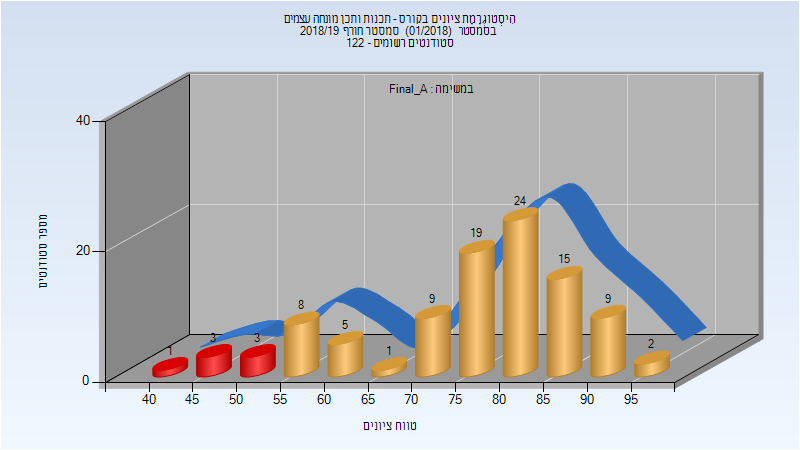 היסטוגרמת ציונים בקורס - תכנות ותכן מונחה עצמים
בסמסטר (01/2018) סמסטר חורף 2018/19
סטודנטים רשומים - 122
במשימה : Final_A
מספר סטודנטים
40
20
0
1
3
3
8
5
1
9
19
24
15
9
2
40 45 50 55 60 65 70 75 80 85 90 95
טווח ציונים